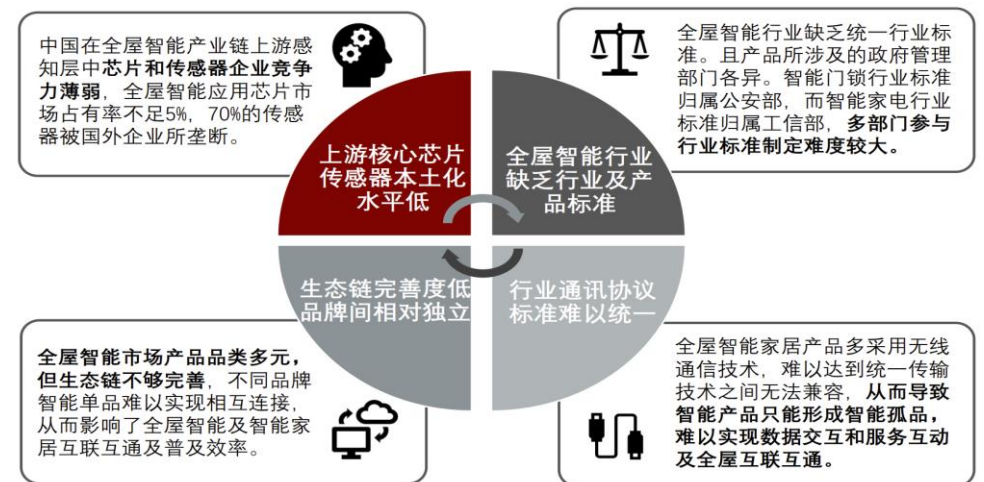 中国在全屋智能产业链上游感
知层中芯片和传感器企业竞争
力薄弱，全屋智能应用芯片市
场占有率不足5%，70%的传感
器被国外企业所垄断。
全屋智能行业缺乏统一行业标
准。且产品所涉及的政府管理
部门各异。智能门锁行业标准
归属公安部，而智能家电行业
标准归属工信部，多部门参与
行业标准制定难度较大。
上游核心芯片
传感器本土化
水平低
全屋智能行业
缺乏行业及产
品标准
生态链完善度低
品牌间相对独立
行业通讯协议
标准难以统一
全屋智能市场产品品类多元，
但生态链不够完善，不同品牌
智能单品难以实现相互连接，
从而影响了全屋智能及智能家
居互联互通及普及效率。
全屋智能家居产品多采用无线
通信技术，难以达到统一传输
技术之间无法兼容，从而导致
智能产品只能形成智能孤品，
难以实现数据交互和服务互动
及全屋互联互通。